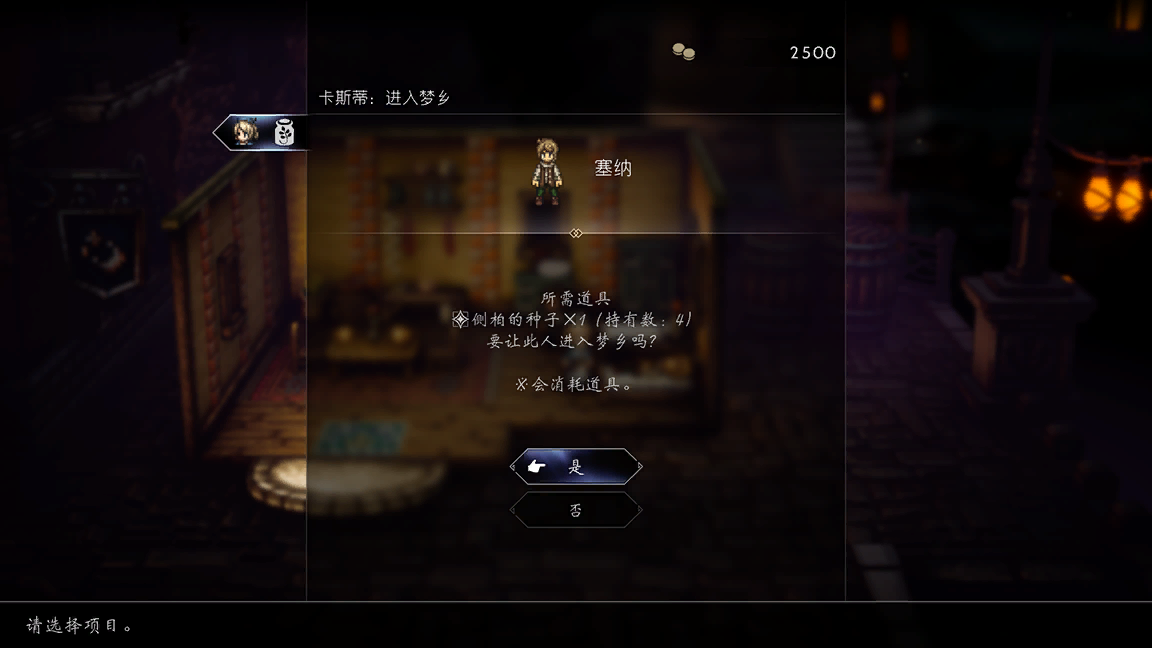 2500
卡斯蒂：进入梦乡
塞纳
所需道具
侧柏的种子×1（持有数：4）
要让此人进入梦乡吗？
※会消耗道具。
是
否
请选择项目。